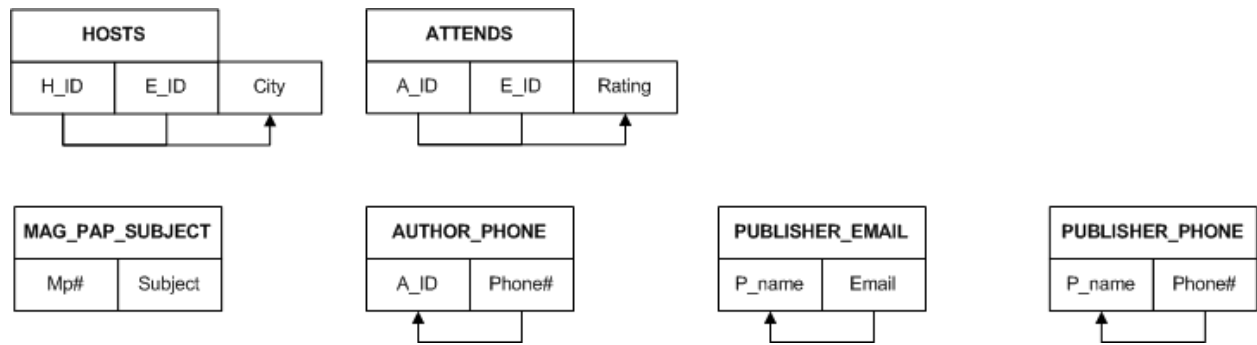 HOSTS
H_ID E_ID City
ATTENDS
A_ID E_ID Rating
MAG_PAP_SUBJECT
Mp# Subject
AUTHOR_PHONE
A_ID Phone#
PUBLISHER_EMAIL
P_name Email
PUBLISHER_PHONE
P_name Phone#